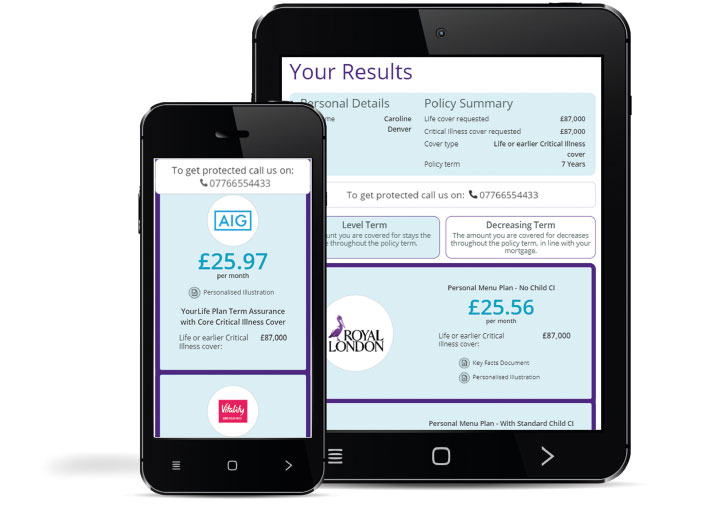 To get protected call us on:
07766554433
AIG
£25.97
per month
Personalised Illustration
YourLife Plan Term Assurance
with Core Critical Illness Cover
Life or earlier Critical £87,000
Illness cover:
Vitality
Your Results
Personal Details
Caroline
Denver
Policy Summary
Life cover requested £87,000
Critical Illness cover requested £87,000
Cover type Life or earlier Critical Illness
cover
Policy term 7 Years
To get protected call us on: 07766554433
Level Term
you are covered for stays the
throughout the policy term.
Decreasing Term
The amount you are covered for decreases
throughout the policy term, in line with your
mortgage.
ROYAL
LONDON
Personal Menu Plan - No Child CI
£25.56
per month
Life or earlier Critical £87,000
Illness cover:
Key Facts Document
Personalised Illustration
Personal Menu Plan - With Standard Child CI